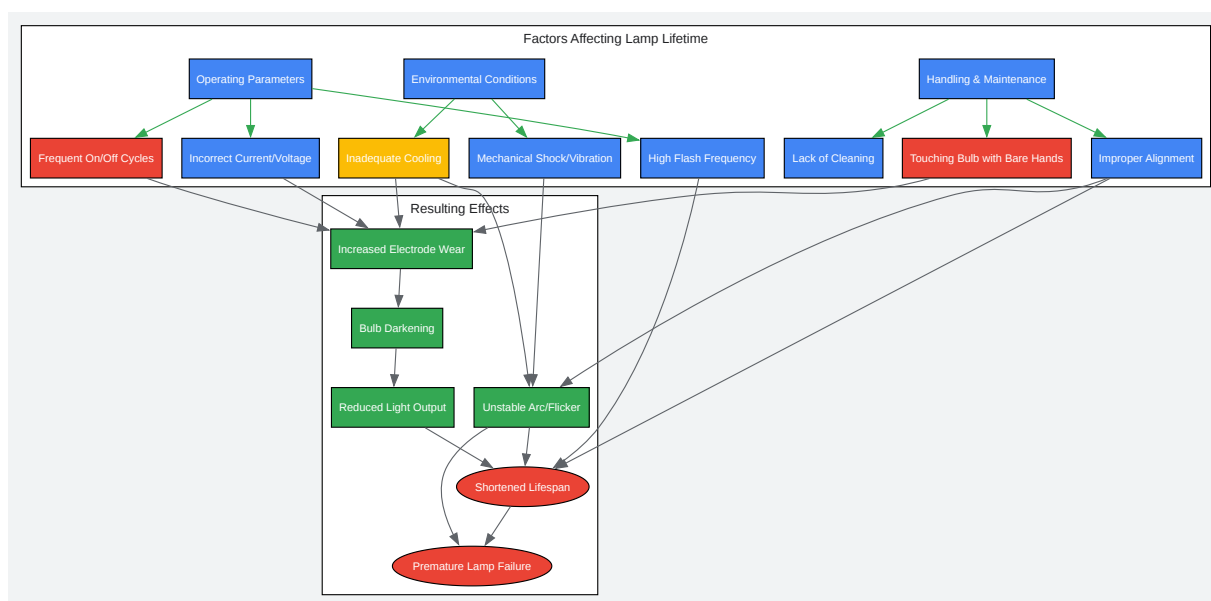 Factors Affecting Lamp Lifetime
Operating Parameters
Environmental Conditions
Handling & Maintenance
Frequent On/Off Cycles
Incorrect Current/Voltage
Inadequate Cooling
Mechanical Shock/Vibration
High Flash Frequency
Lack of Cleaning
Touching Bulb with Bare Hands
Improper Alignment
Resulting Effects
Increased Electrode Wear
Bulb Darkening
Reduced Light Output
Unstable Arc/Flicker
Shortened Lifespan
Premature Lamp Failure